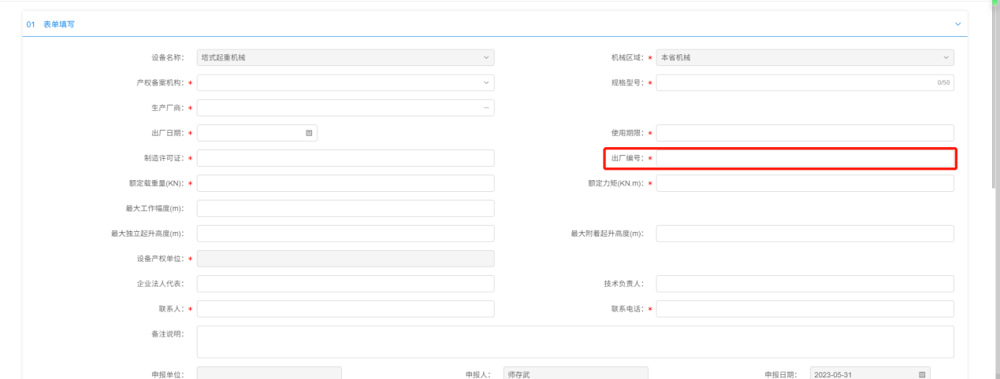 01 表单填写
设备名称： 塔式起重机械 机械区域：* 本省机械
产权备案机构：* 规格型号：* 0/50
生产厂商：* ...
出厂日期：* 使用期限：*
制造许可证：* 出厂编号：*
额定载重量(KN)：* 额定力矩(KN.m)：*
最大工作幅度(m)：
最大独立起升高度(m)： 最大附着起升高度(m)：
设备产权单位：*
企业法人代表： 技术负责人：
联系人：* 联系电话：*
备注说明：
申报单位： 申报人： 师存武 申报日期： 2023-05-31